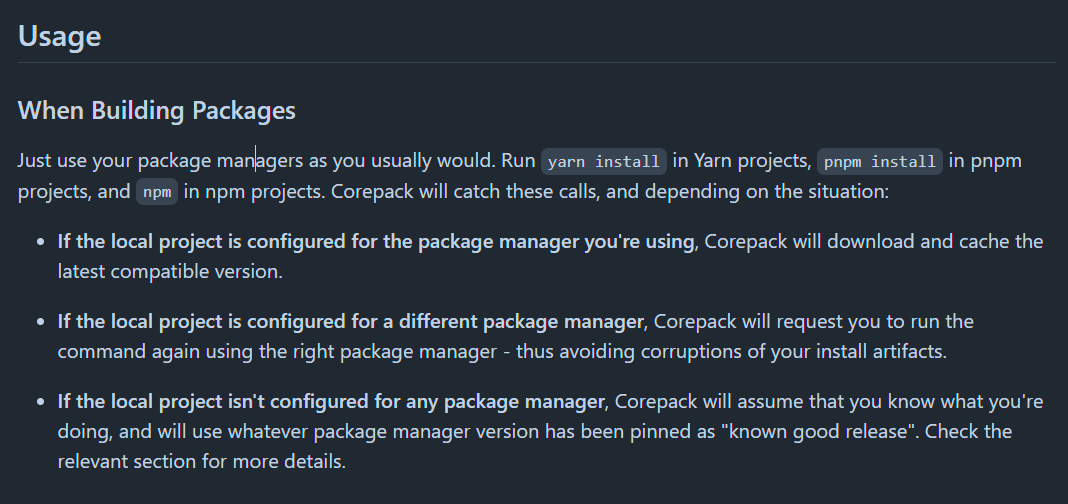 Usage
When Building Packages
Just use your package managers as you usually would. Run yarn install in Yarn projects, pnpm install in pnpm
projects, and npm in npm projects. Corepack will catch these calls, and depending on the situation:
• If the local project is configured for the package manager you're using, Corepack will download and cache the
latest compatible version.
• If the local project is configured for a different package manager, Corepack will request you to run the
command again using the right package manager - thus avoiding corruptions of your install artifacts.
• If the local project isn't configured for any package manager, Corepack will assume that you know what you're
doing, and will use whatever package manager version has been pinned as "known good release". Check the
relevant section for more details.